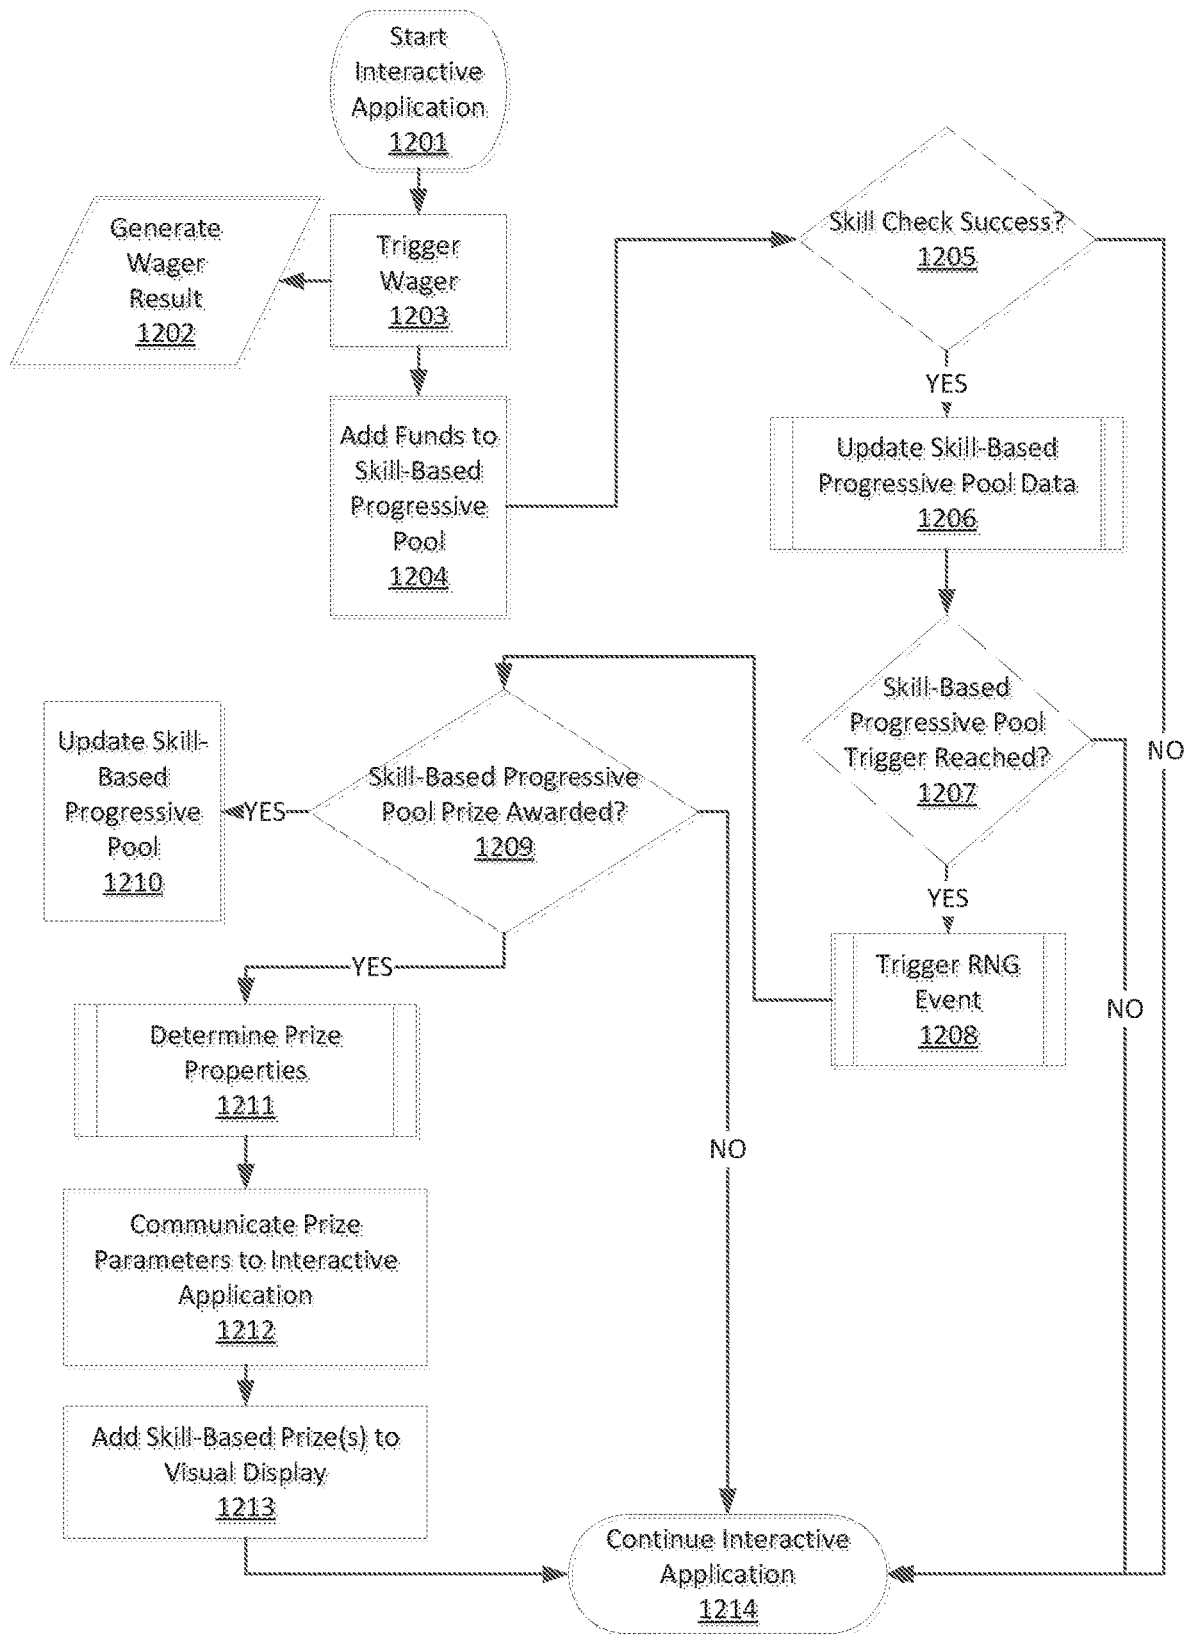 Start
Interactive
Application
1201
Generate
Wager
Result
1202
Trigger
Wager
1203
Add Funds to
Skill-Based
Progressive
Pool
1204
Skill Check Success?
1205
YES
NO
Update Skill-Based
Progressive Pool Data
1206
Skill-Based
Progressive Pool
Trigger Reached?
1207
YES
NO
Trigger RNG
Event
1208
Skill-Based Progressive
Pool Prize Awarded?
1209
YES
Update Skill-
Based
Progressive
Pool
1210
YES
NO
Determine Prize
Properties
1211
Communicate Prize
Parameters to Interactive
Application
1212
Add Skill-Based Prize(s) to
Visual Display
1213
Continue Interactive
Application
1214